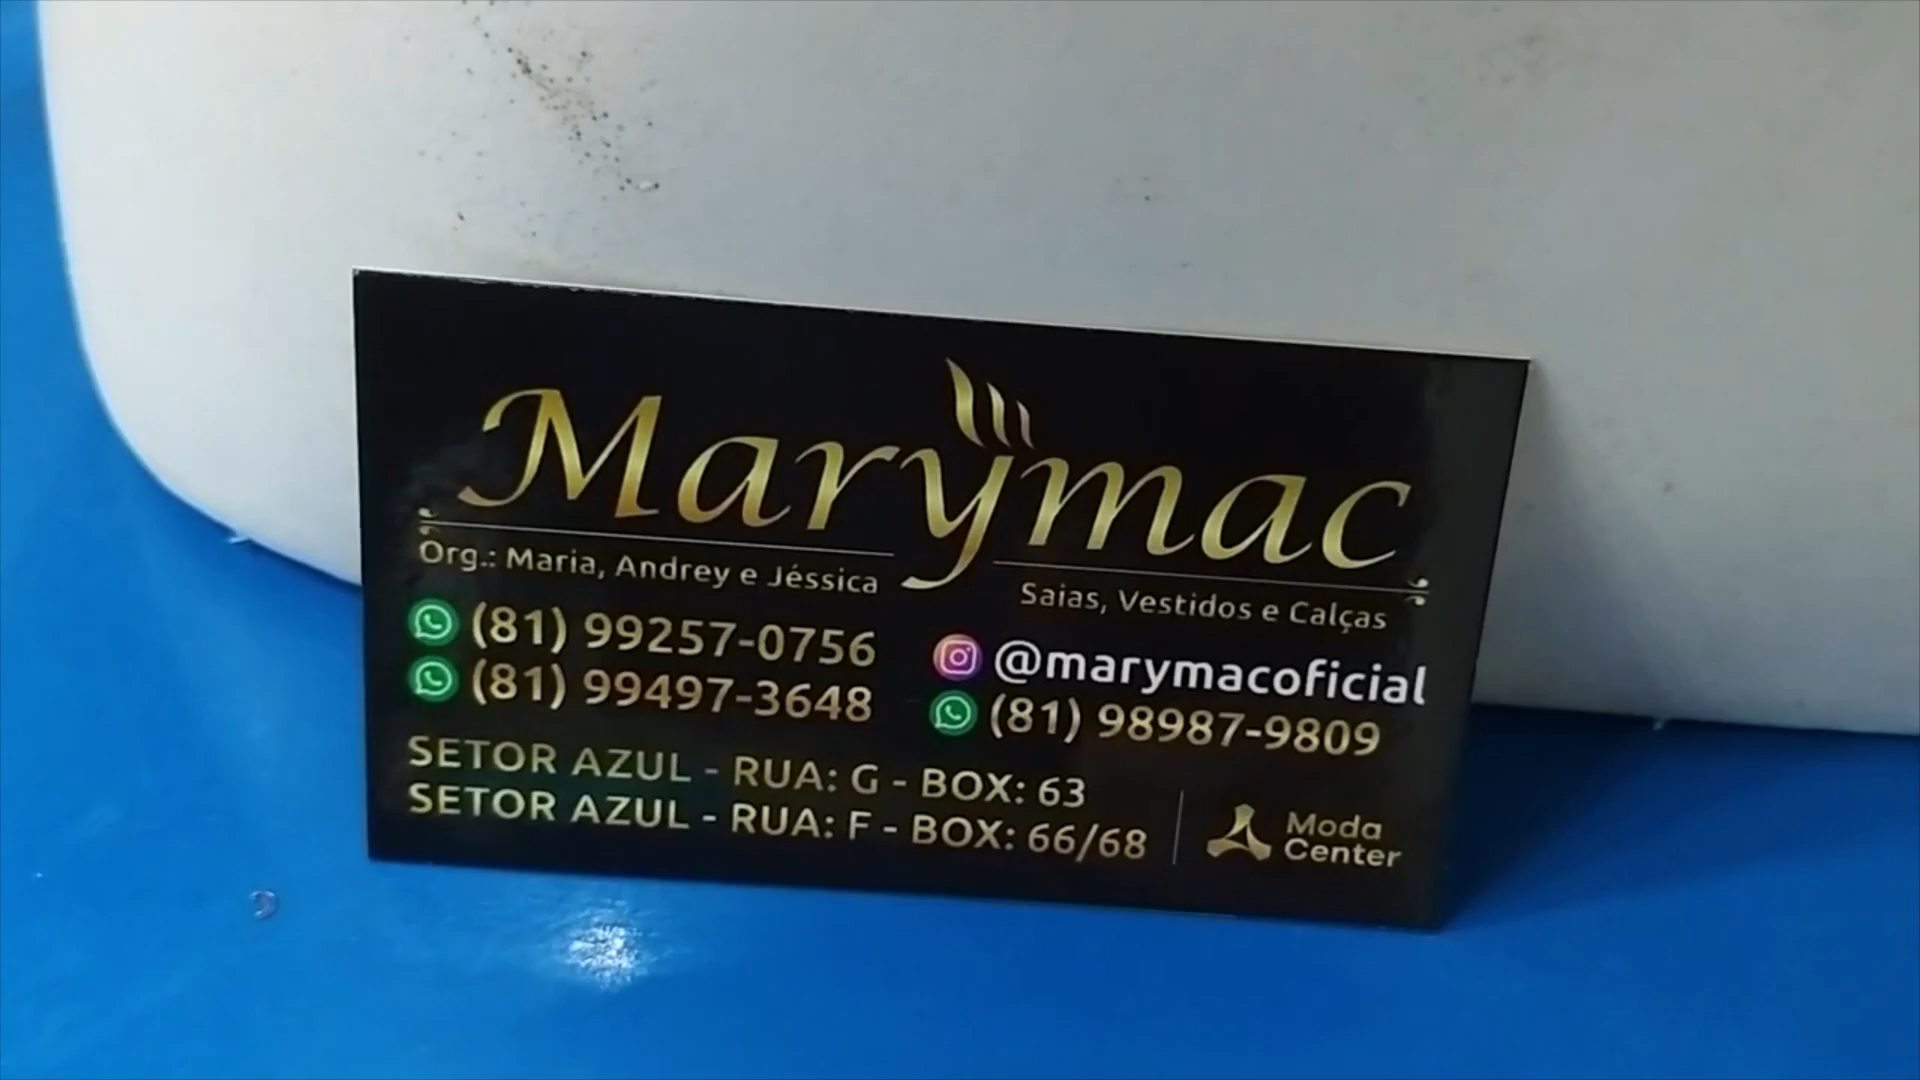 Marymac
Org.: Maria, Andrey e Jéssica
Saias, Vestidos e Calças
(81) 99257-0756
(81) 99497-3648
@marymacoficial
(81) 98987-9809
SETOR AZUL - RUA: G - BOX: 63
SETOR AZUL - RUA: F - BOX: 66/68
Moda
Center